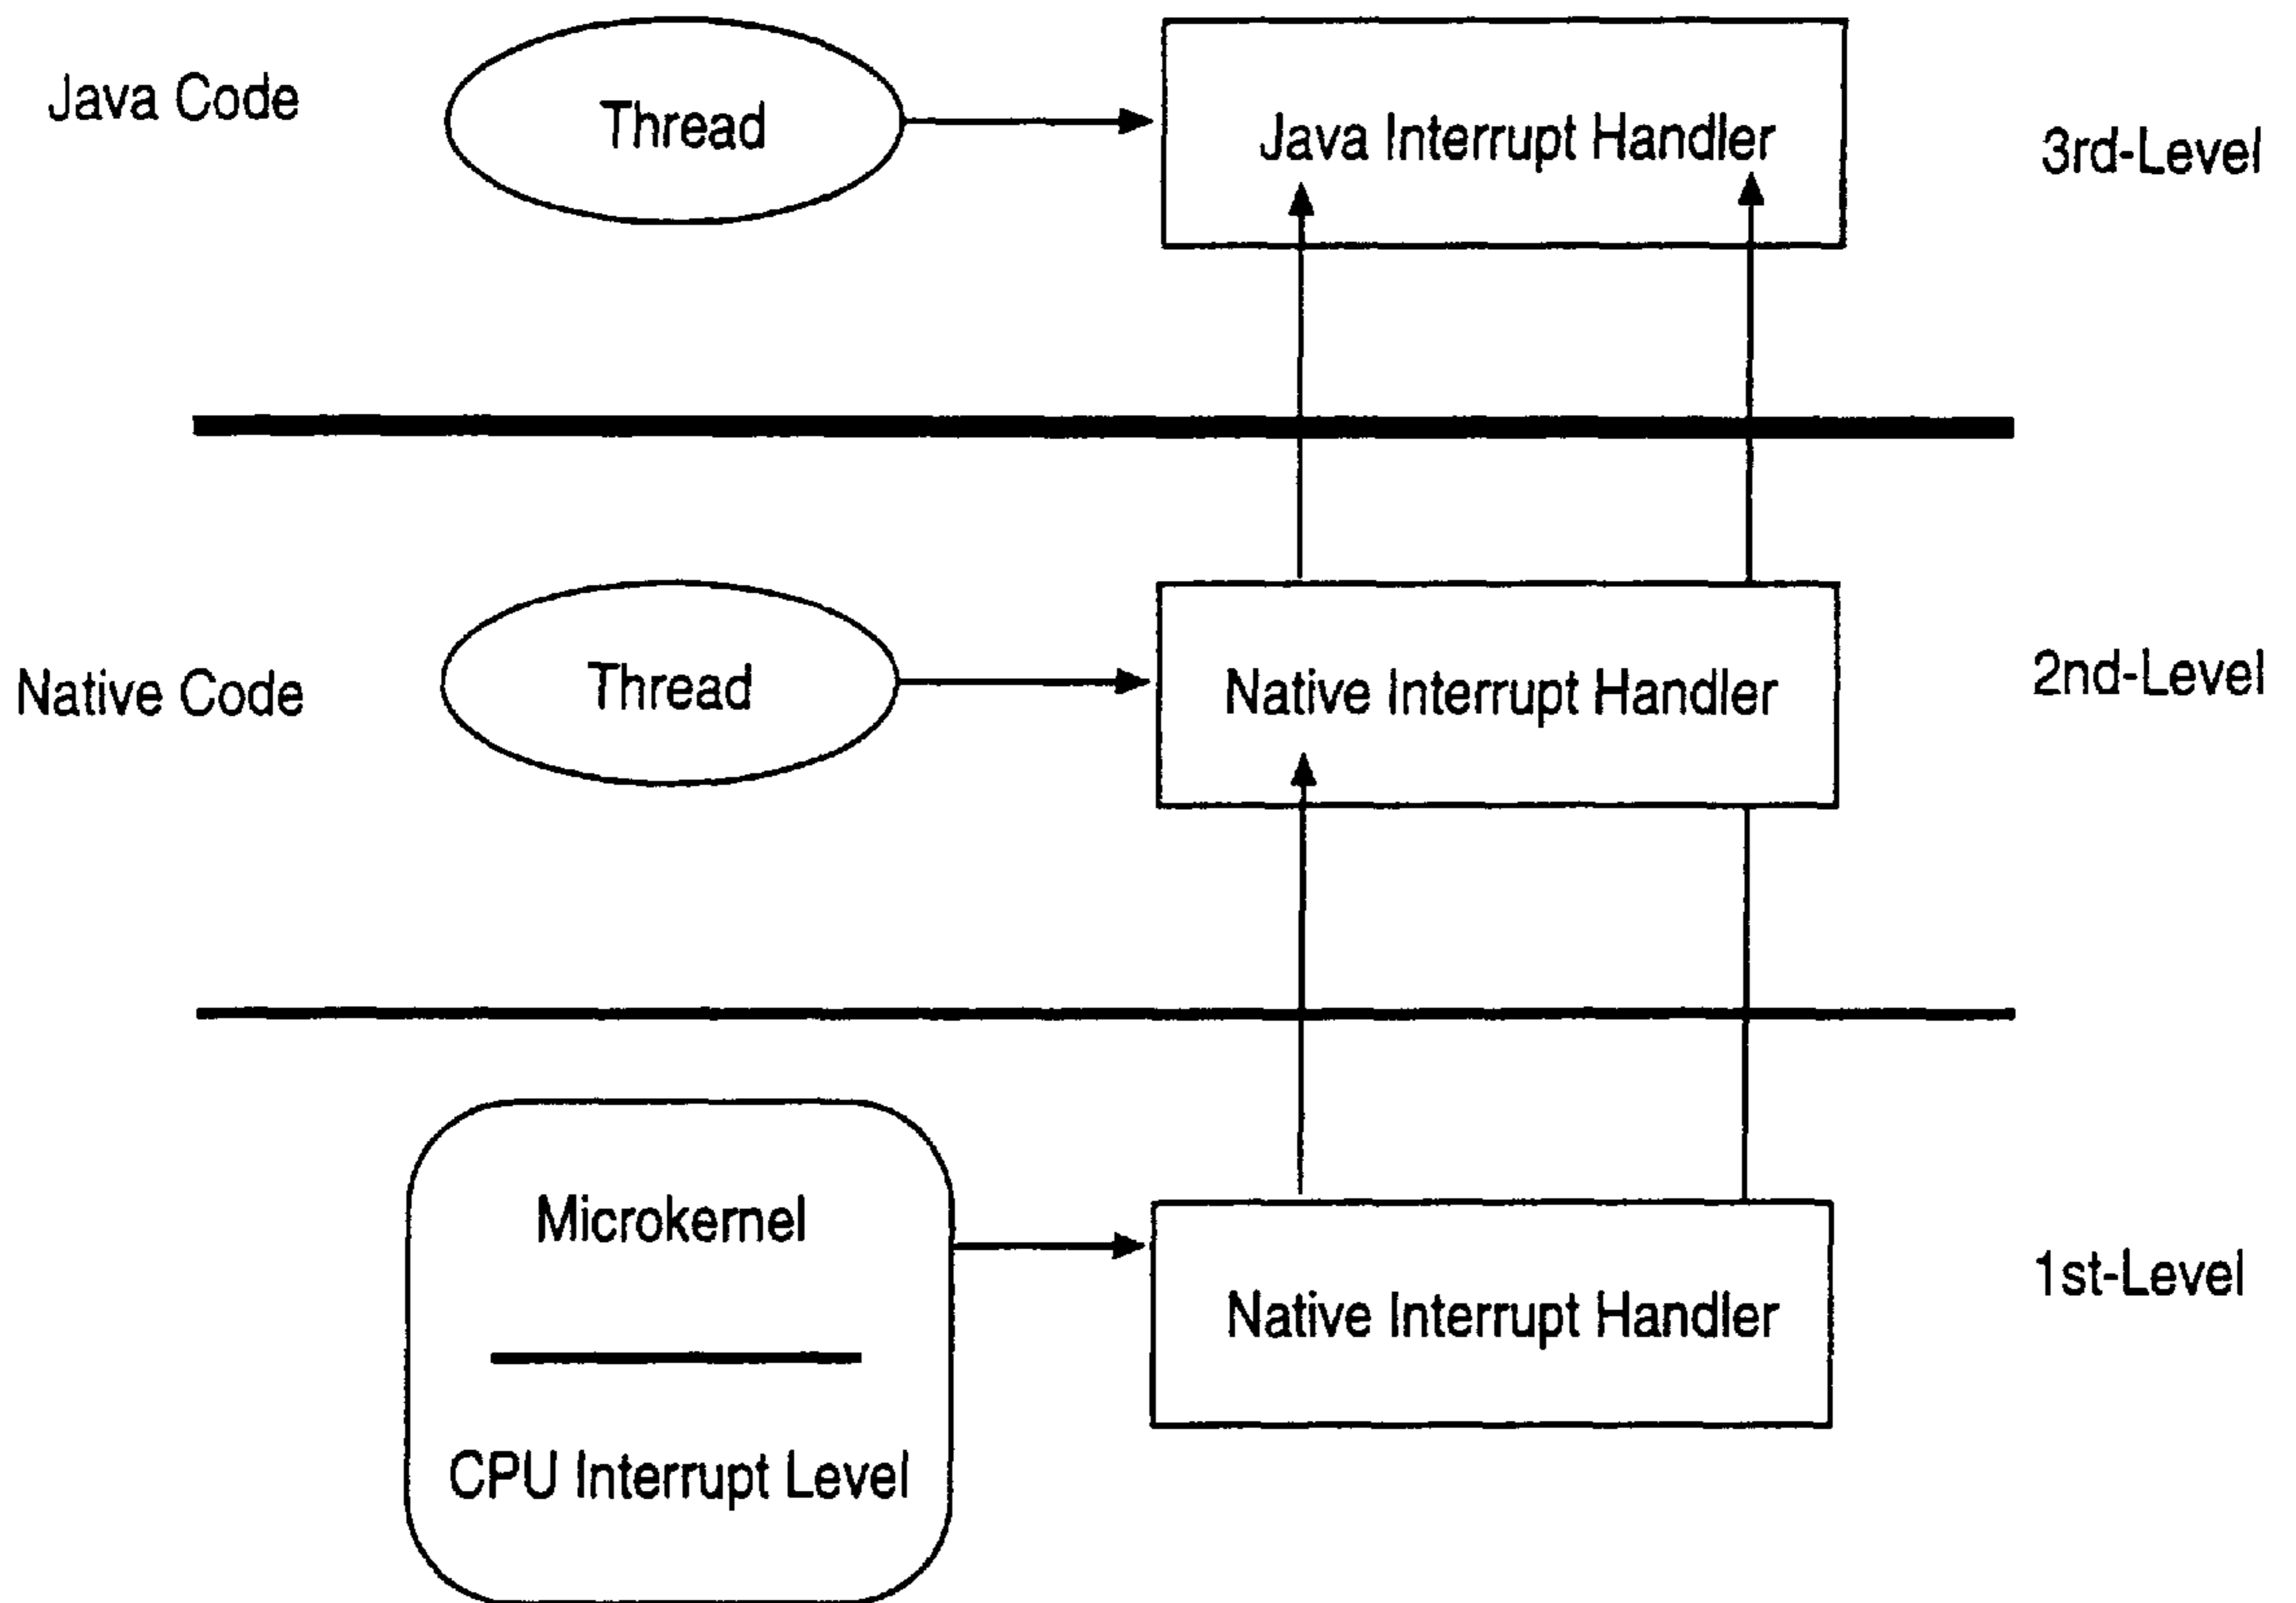 Java Code
Thread
Java Interrupt Handler
3rd-Level
Native Code
Thread
Native Interrupt Handler
2nd-Level
Microkernel
CPU Interrupt Level
Native Interrupt Handler
1st-Level